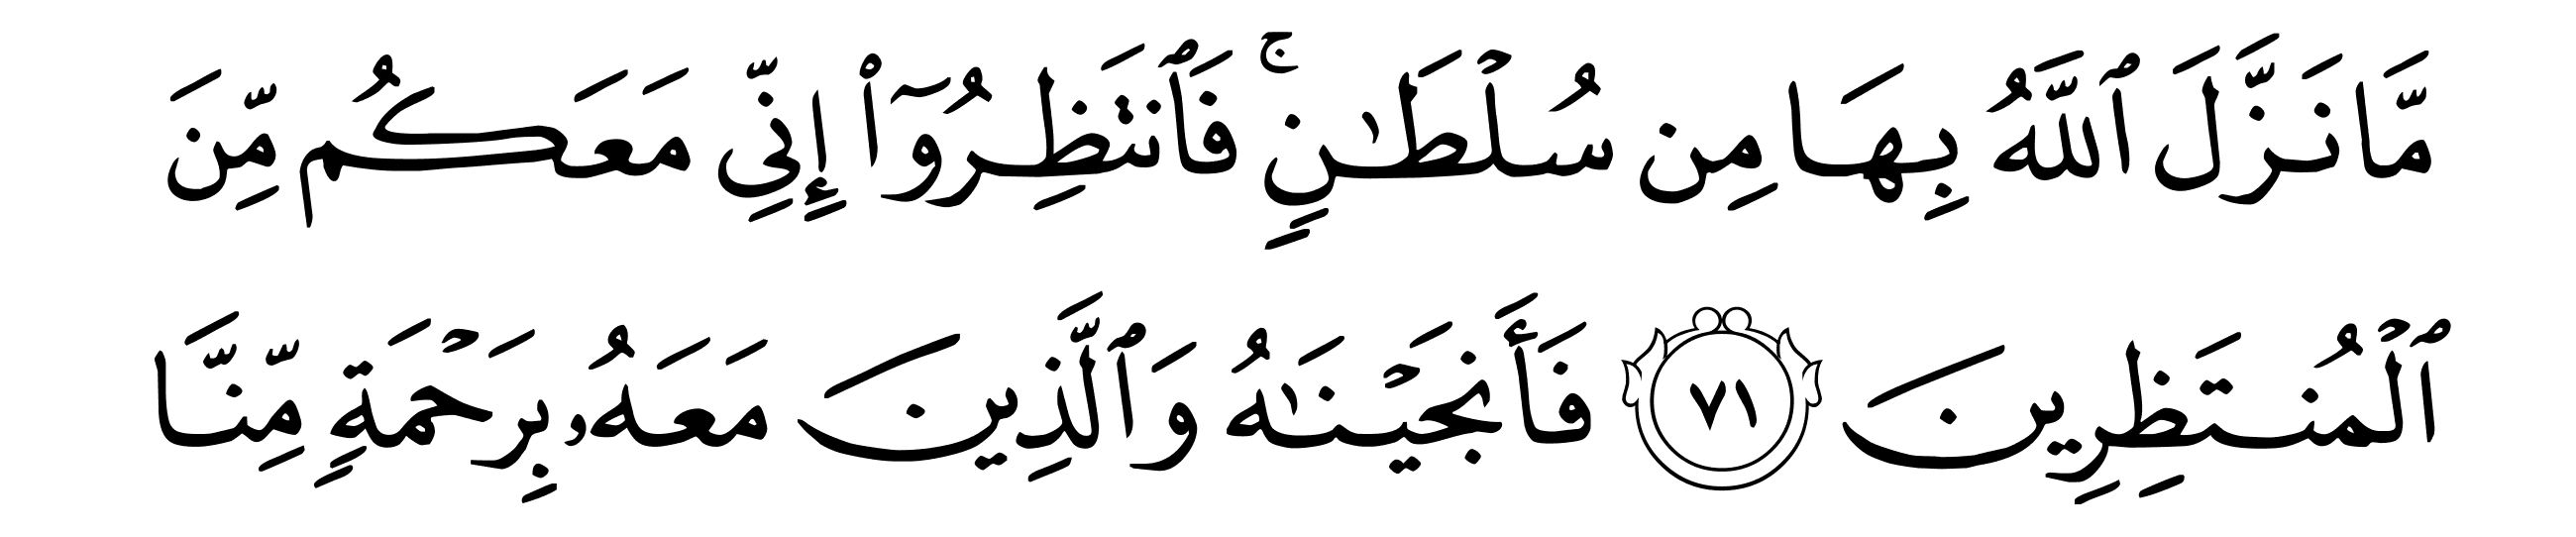 مَّا نَزَّلَ ٱللَّهُ بِهَا مِن سُلۡطَٰنٖۚ فَٱنتَظِرُوٓاْ إِنِّي مَعَكُم مِّنَ
ٱلۡمُنتَظِرِينَ ٧١ فَأَنجَيۡنَٰهُ وَٱلَّذِينَ مَعَهُۥ بِرَحۡمَةٖ مِّنَّا